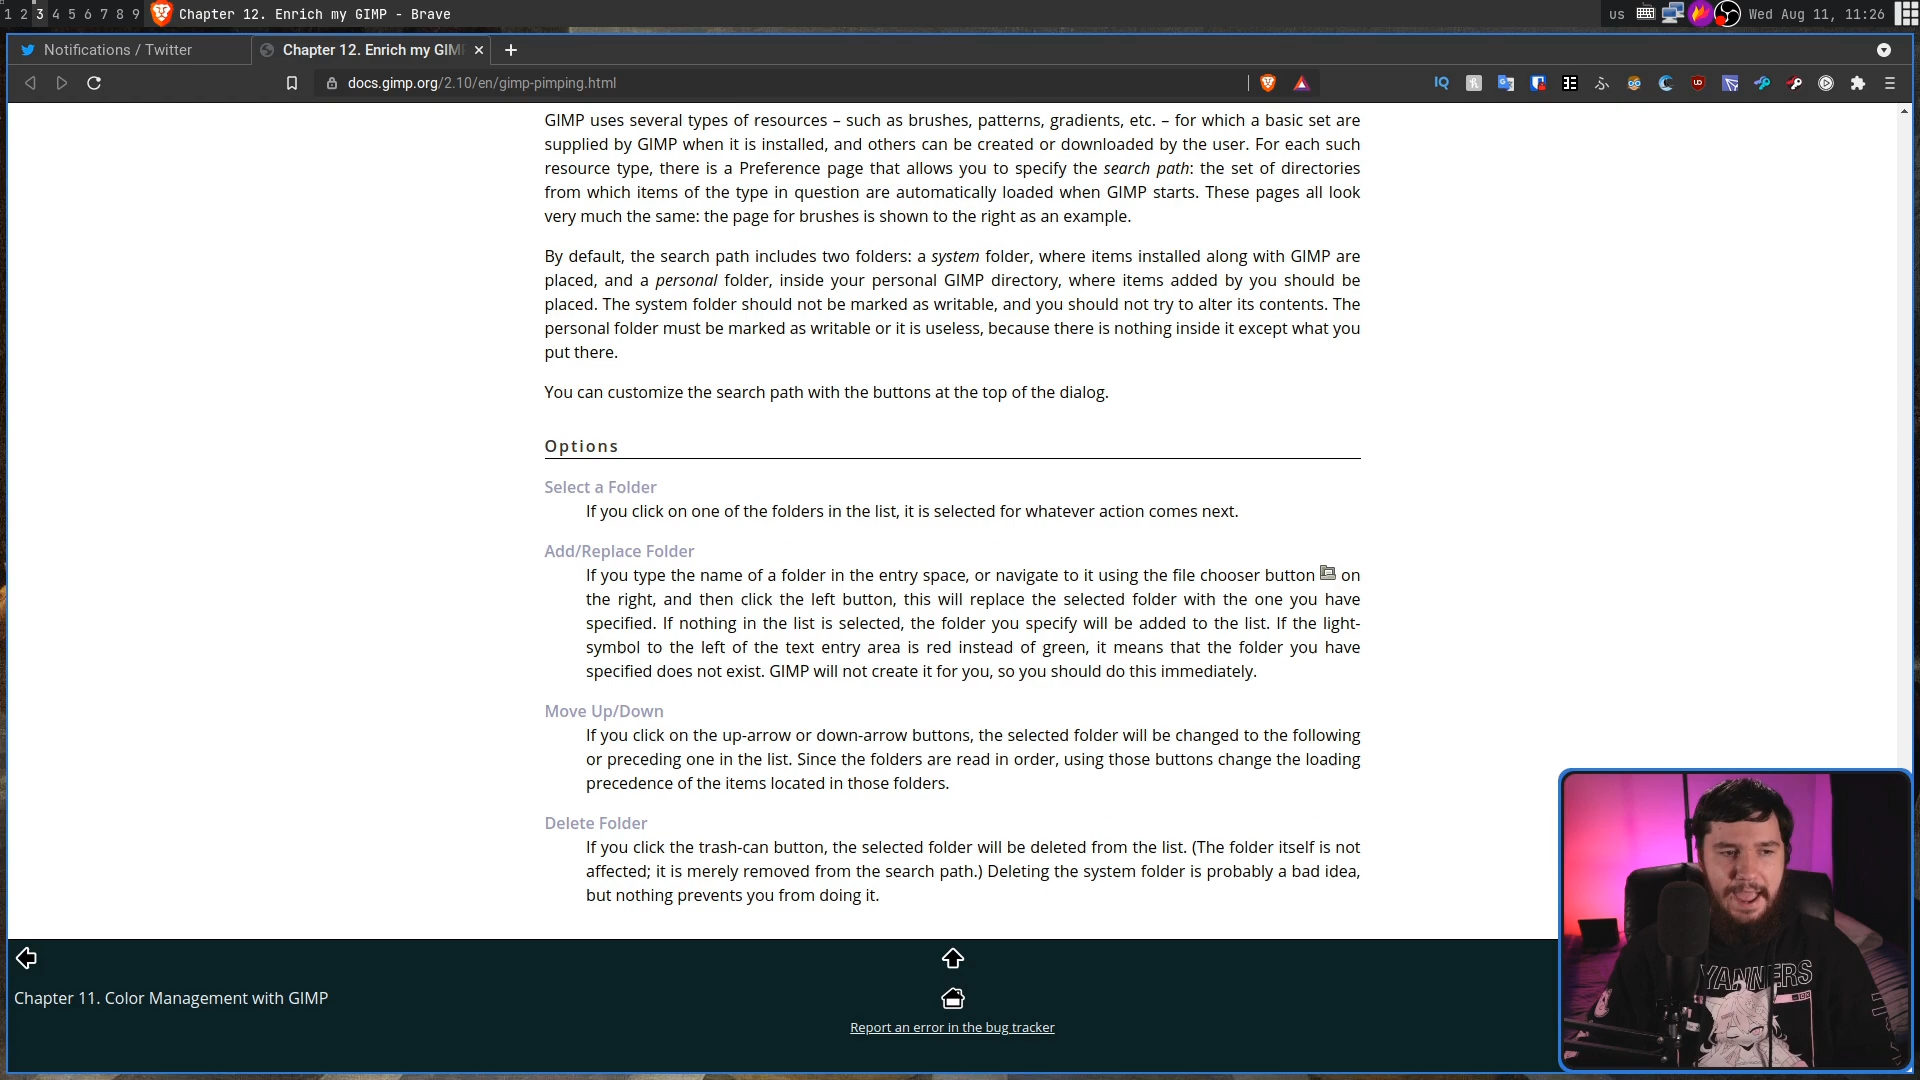 1 2 3 4 5 6 7 8 9 Chapter 12. Enrich my GIMP - Brave us Wed Aug 11, 11:26
Notifications / Twitter Chapter 12. Enrich my GIM
docs.gimp.org/2.10/en/gimp-pimping.html
GIMP uses several types of resources – such as brushes, patterns, gradients, etc. – for which a basic set are
supplied by GIMP when it is installed, and others can be created or downloaded by the user. For each such
resource type, there is a Preference page that allows you to specify the search path: the set of directories
from which items of the type in question are automatically loaded when GIMP starts. These pages all look
very much the same: the page for brushes is shown to the right as an example.
By default, the search path includes two folders: a system folder, where items installed along with GIMP are
placed, and a personal folder, inside your personal GIMP directory, where items added by you should be
placed. The system folder should not be marked as writable, and you should not try to alter its contents. The
personal folder must be marked as writable or it is useless, because there is nothing inside it except what you
put there.
You can customize the search path with the buttons at the top of the dialog.
Options
Select a Folder
If you click on one of the folders in the list, it is selected for whatever action comes next.
Add/Replace Folder
If you type the name of a folder in the entry space, or navigate to it using the file chooser button on
the right, and then click the left button, this will replace the selected folder with the one you have
specified. If nothing in the list is selected, the folder you specify will be added to the list. If the light-
symbol to the left of the text entry area is red instead of green, it means that the folder you have
specified does not exist. GIMP will not create it for you, so you should do this immediately.
Move Up/Down
If you click on the up-arrow or down-arrow buttons, the selected folder will be changed to the following
or preceding one in the list. Since the folders are read in order, using those buttons change the loading
precedence of the items located in those folders.
Delete Folder
If you click the trash-can button, the selected folder will be deleted from the list. (The folder itself is not
affected; it is merely removed from the search path.) Deleting the system folder is probably a bad idea,
but nothing prevents you from doing it.
Chapter 11. Color Management with GIMP
Report an error in the bug tracker
YANNERS